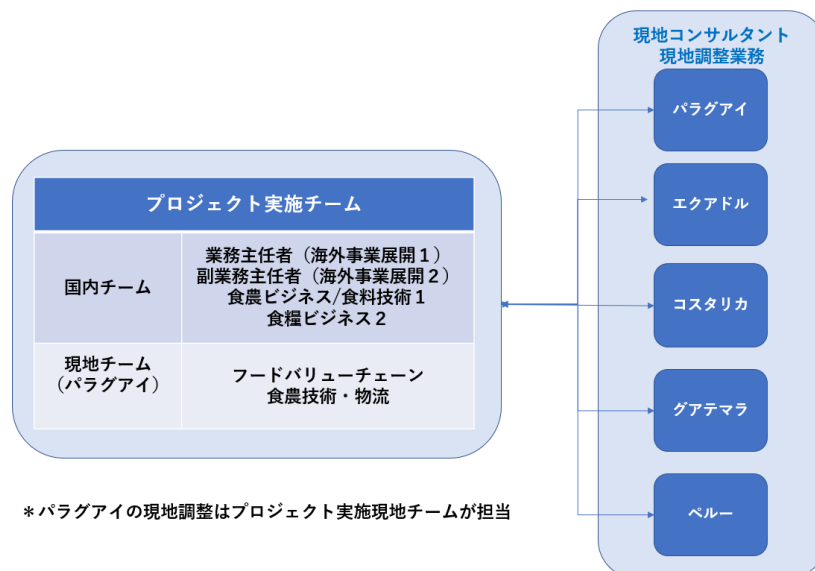 現地コンサルタント
現地調整業務
パラグアイ
エクアドル
コスタリカ
グアテマラ
ペルー
プロジェクト実施チーム
国内チーム
業務主任者（海外事業展開１）
副業務主任者（海外事業展開２）
食農ビジネス/食料技術１
食糧ビジネス２
現地チーム
（パラグアイ）
フードバリューチェーン
食農技術・物流
＊パラグアイの現地調整はプロジェクト実施現地チームが担当